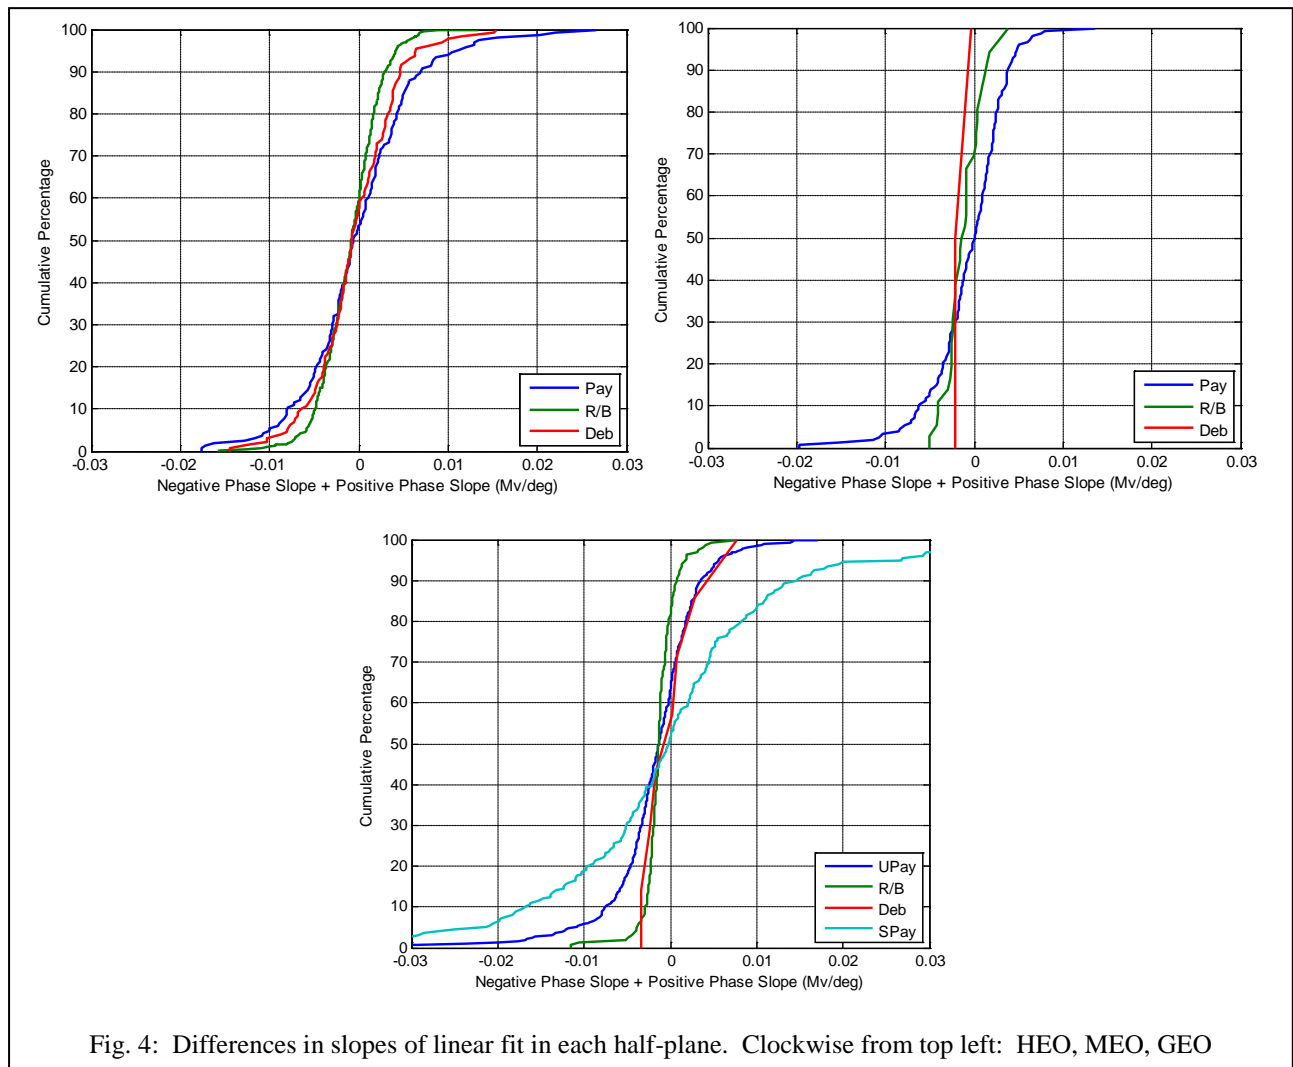 100
90
80
70
60
50
40
30
20
10
0
Cumulative Percentage
-0.03 -0.02 -0.01 0 0.01 0.02 0.03
Negative Phase Slope + Positive Phase Slope (Mv/deg)
Pay
R/B
Deb
100
90
80
70
60
50
40
30
20
10
0
Cumulative Percentage
-0.03 -0.02 -0.01 0 0.01 0.02 0.03
Negative Phase Slope + Positive Phase Slope (Mv/deg)
Pay
R/B
Deb
100
90
80
70
60
50
40
30
20
10
0
Cumulative Percentage
-0.03 -0.02 -0.01 0 0.01 0.02 0.03
Negative Phase Slope + Positive Phase Slope (Mv/deg)
UPay
R/B
Deb
SPay
Fig. 4: Differences in slopes of linear fit in each half-plane. Clockwise from top left: HEO, MEO, GEO